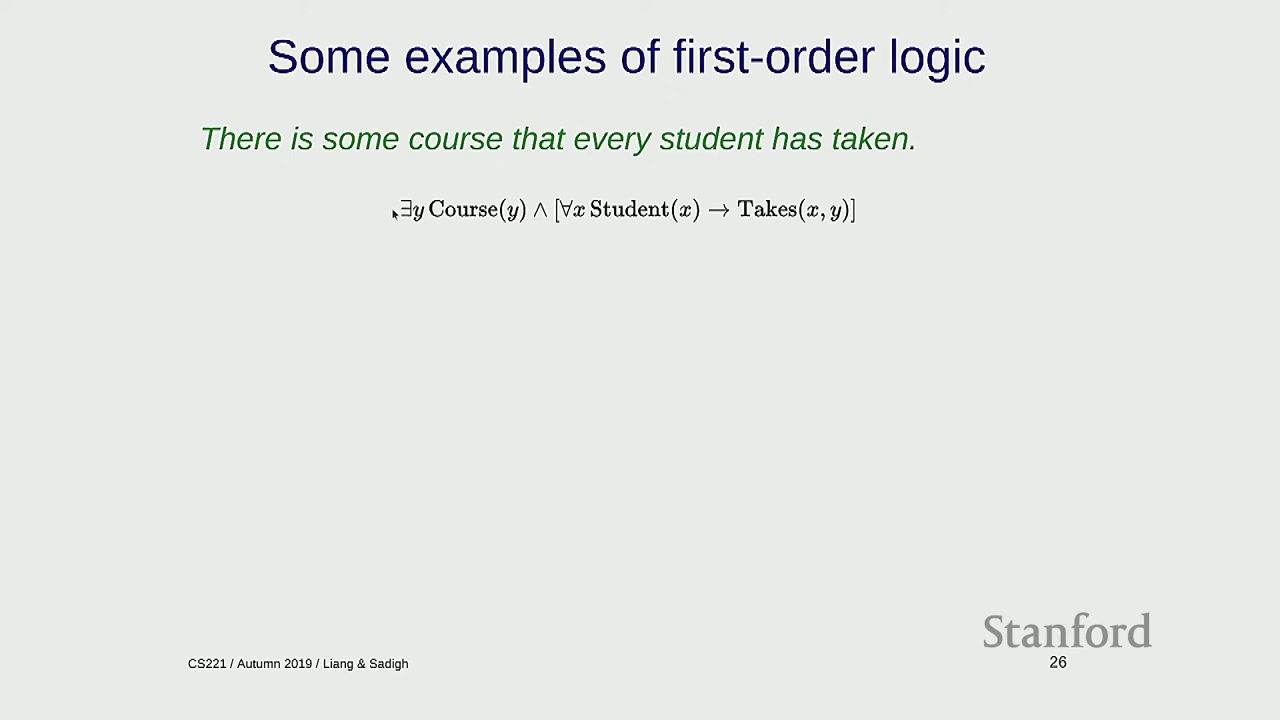 Some examples of first-order logic
There is some course that every student has taken.
∃y Course(y) ∧ [∀x Student(x) → Takes(x, y)]
Stanford
CS221 / Autumn 2019 / Liang & Sadigh
26